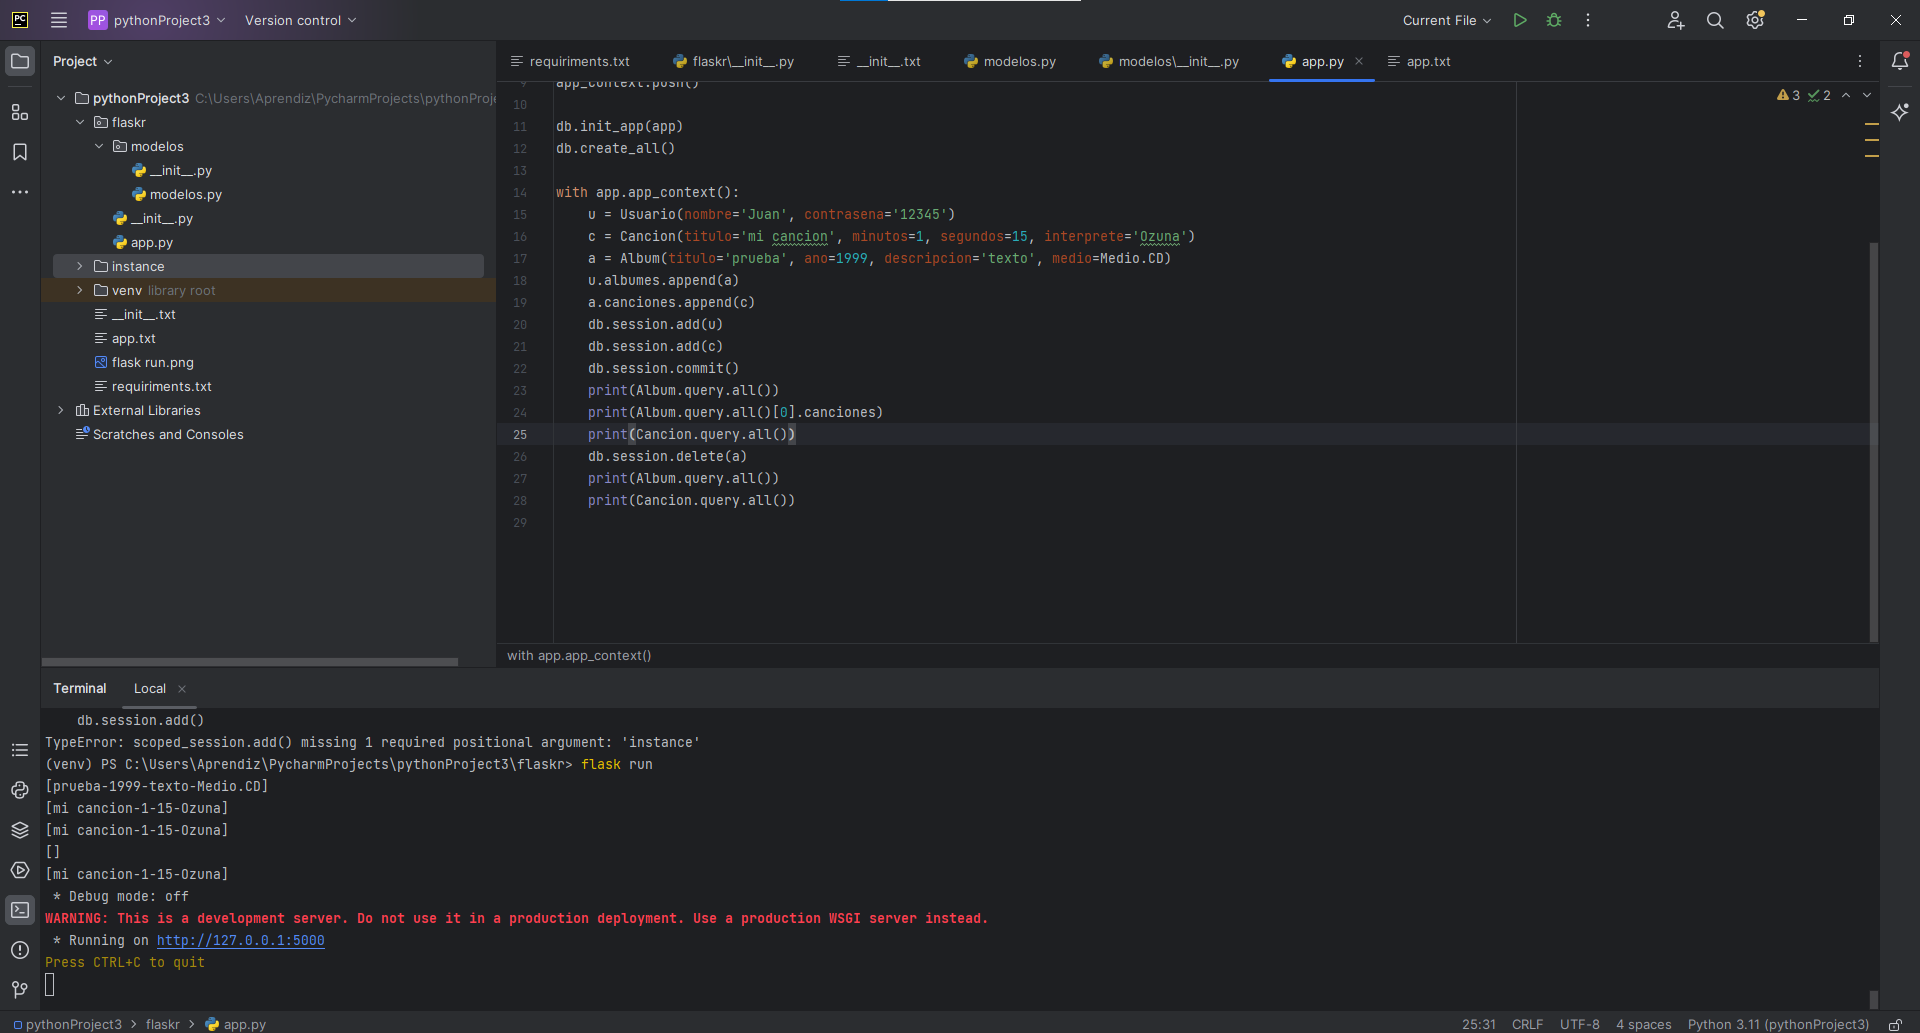 PC
PP pythonProject3
Version control
Current File
Project
requiriments.txt
flaskr\__init__.py
__init__.txt
modelos.py
modelos\__init__.py
app.py
app.txt
pythonProject3 C:\Users\Aprendiz\PycharmProjects\pythonProje
flaskr
modelos
__init__.py
modelos.py
__init__.py
app.py
instance
venv library root
__init__.txt
app.txt
flask run.png
requiriments.txt
External Libraries
Scratches and Consoles
3 2
9 app_context.push()
10
11 db.init_app(app)
12 db.create_all()
13
14 with app.app_context():
15 u = Usuario(nombre='Juan', contrasena='12345')
16 c = Cancion(titulo='mi cancion', minutos=1, segundos=15, interprete='Ozuna')
17 a = Album(titulo='prueba', ano=1999, descripcion='texto', medio=Medio.CD)
18 u.albumes.append(a)
19 a.canciones.append(c)
20 db.session.add(u)
21 db.session.add(c)
22 db.session.commit()
23 print(Album.query.all())
24 print(Album.query.all()[0].canciones)
25 print(Cancion.query.all())
26 db.session.delete(a)
27 print(Album.query.all())
28 print(Cancion.query.all())
29
with app.app_context()
Terminal
Local
db.session.add()
TypeError: scoped_session.add() missing 1 required positional argument: 'instance'
(venv) PS C:\Users\Aprendiz\PycharmProjects\pythonProject3\flaskr> flask run
[prueba-1999-texto-Medio.CD]
[mi cancion-1-15-Ozuna]
[mi cancion-1-15-Ozuna]
[]
[mi cancion-1-15-Ozuna]
* Debug mode: off
WARNING: This is a development server. Do not use it in a production deployment. Use a production WSGI server instead.
* Running on http://127.0.0.1:5000
Press CTRL+C to quit
pythonProject3 > flaskr > app.py
25:31 CRLF UTF-8 4 spaces Python 3.11 (pythonProject3)